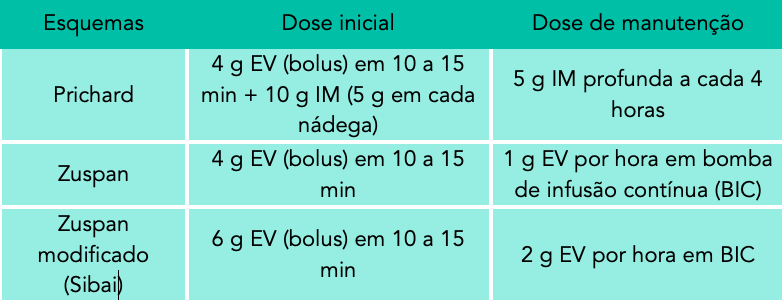 Esquemas
Dose inicial
Dose de manutenção
Prichard
4 g EV (bolus) em 10 a 15
min + 10 g IM (5 g em cada
nádega)
5 g IM profunda a cada 4
horas
Zuspan
4 g EV (bolus) em 10 a 15
min
1 g EV por hora em bomba
de infusão contínua (BIC)
Zuspan
modificado
(Sibai)
6 g EV (bolus) em 10 a 15
min
2 g EV por hora em BIC